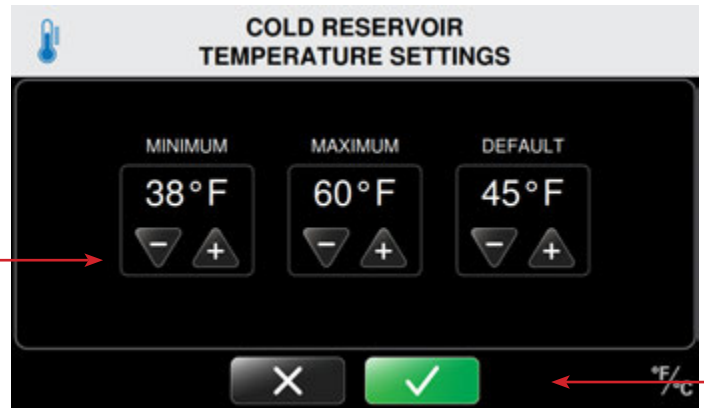 COLD RESERVOIR
TEMPERATURE SETTINGS
MINIMUM MAXIMUM DEFAULT
38°F 60°F 45°F
− + − + − +
°F/°C